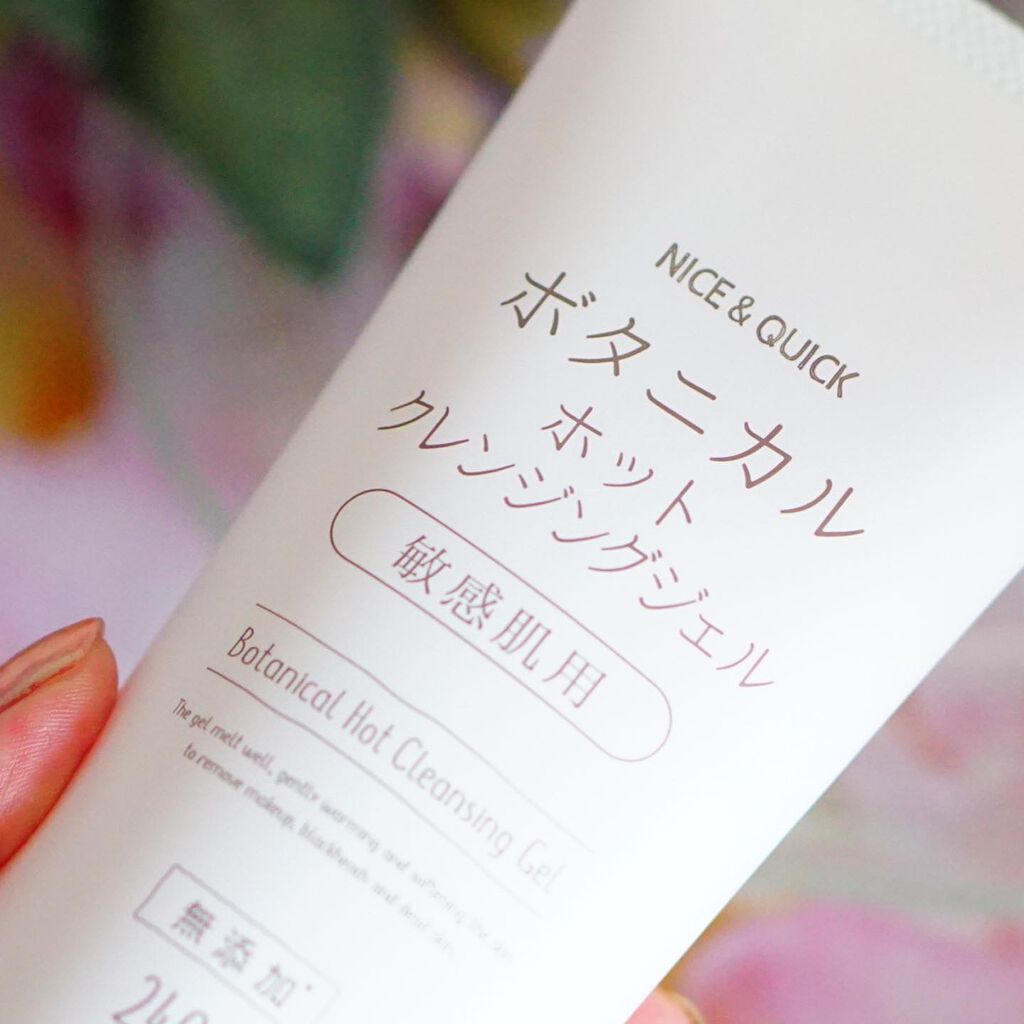 NICE & QUICK
ボタニカル
ホット
クレンジングジェル
敏感肌用
Botanical Hot Cleansing Gel
The gel melt well, gently warming and softening the skin
to remove makeup, blackheads and dead skin.
無添加*
240